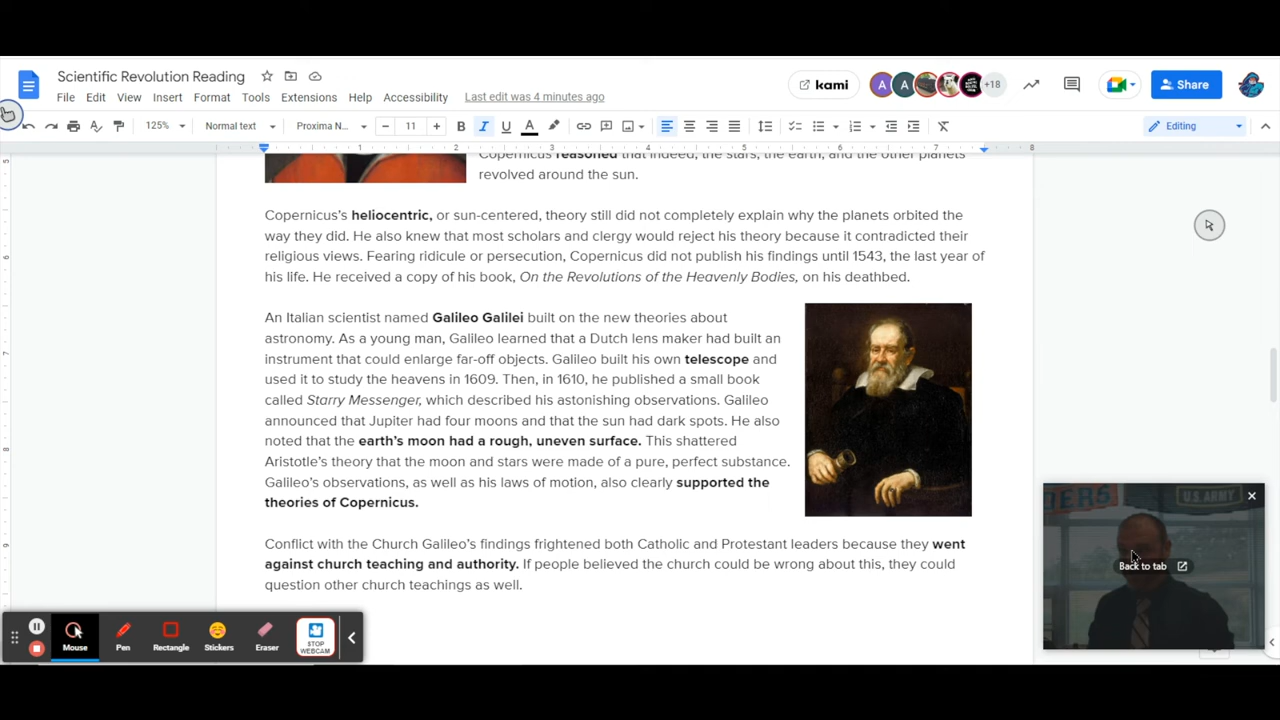 Scientific Revolution Reading
kami
A
A
+18
Share
File Edit View Insert Format Tools Extensions Help Accessibility Last edit was 4 minutes ago
125% Normal text Proxima N... − 11 + B I U A Editing
1 2 3 4 5 6 7 8
5
6
7
8
9
Copernicus reasoned that indeed, the stars, the earth, and the other planets
revolved around the sun.
Copernicus's heliocentric, or sun-centered, theory still did not completely explain why the planets orbited the
way they did. He also knew that most scholars and clergy would reject his theory because it contradicted their
religious views. Fearing ridicule or persecution, Copernicus did not publish his findings until 1543, the last year of
his life. He received a copy of his book, On the Revolutions of the Heavenly Bodies, on his deathbed.
An Italian scientist named Galileo Galilei built on the new theories about
astronomy. As a young man, Galileo learned that a Dutch lens maker had built an
instrument that could enlarge far-off objects. Galileo built his own telescope and
used it to study the heavens in 1609. Then, in 1610, he published a small book
called Starry Messenger, which described his astonishing observations. Galileo
announced that Jupiter had four moons and that the sun had dark spots. He also
noted that the earth's moon had a rough, uneven surface. This shattered
Aristotle's theory that the moon and stars were made of a pure, perfect substance.
Galileo's observations, as well as his laws of motion, also clearly supported the
theories of Copernicus.
Conflict with the Church Galileo's findings frightened both Catholic and Protestant leaders because they went
against church teaching and authority. If people believed the church could be wrong about this, they could
question other church teachings as well.
U.S. ARMY
Back to tab
Mouse Pen Rectangle Stickers Eraser STOP
WEBCAM